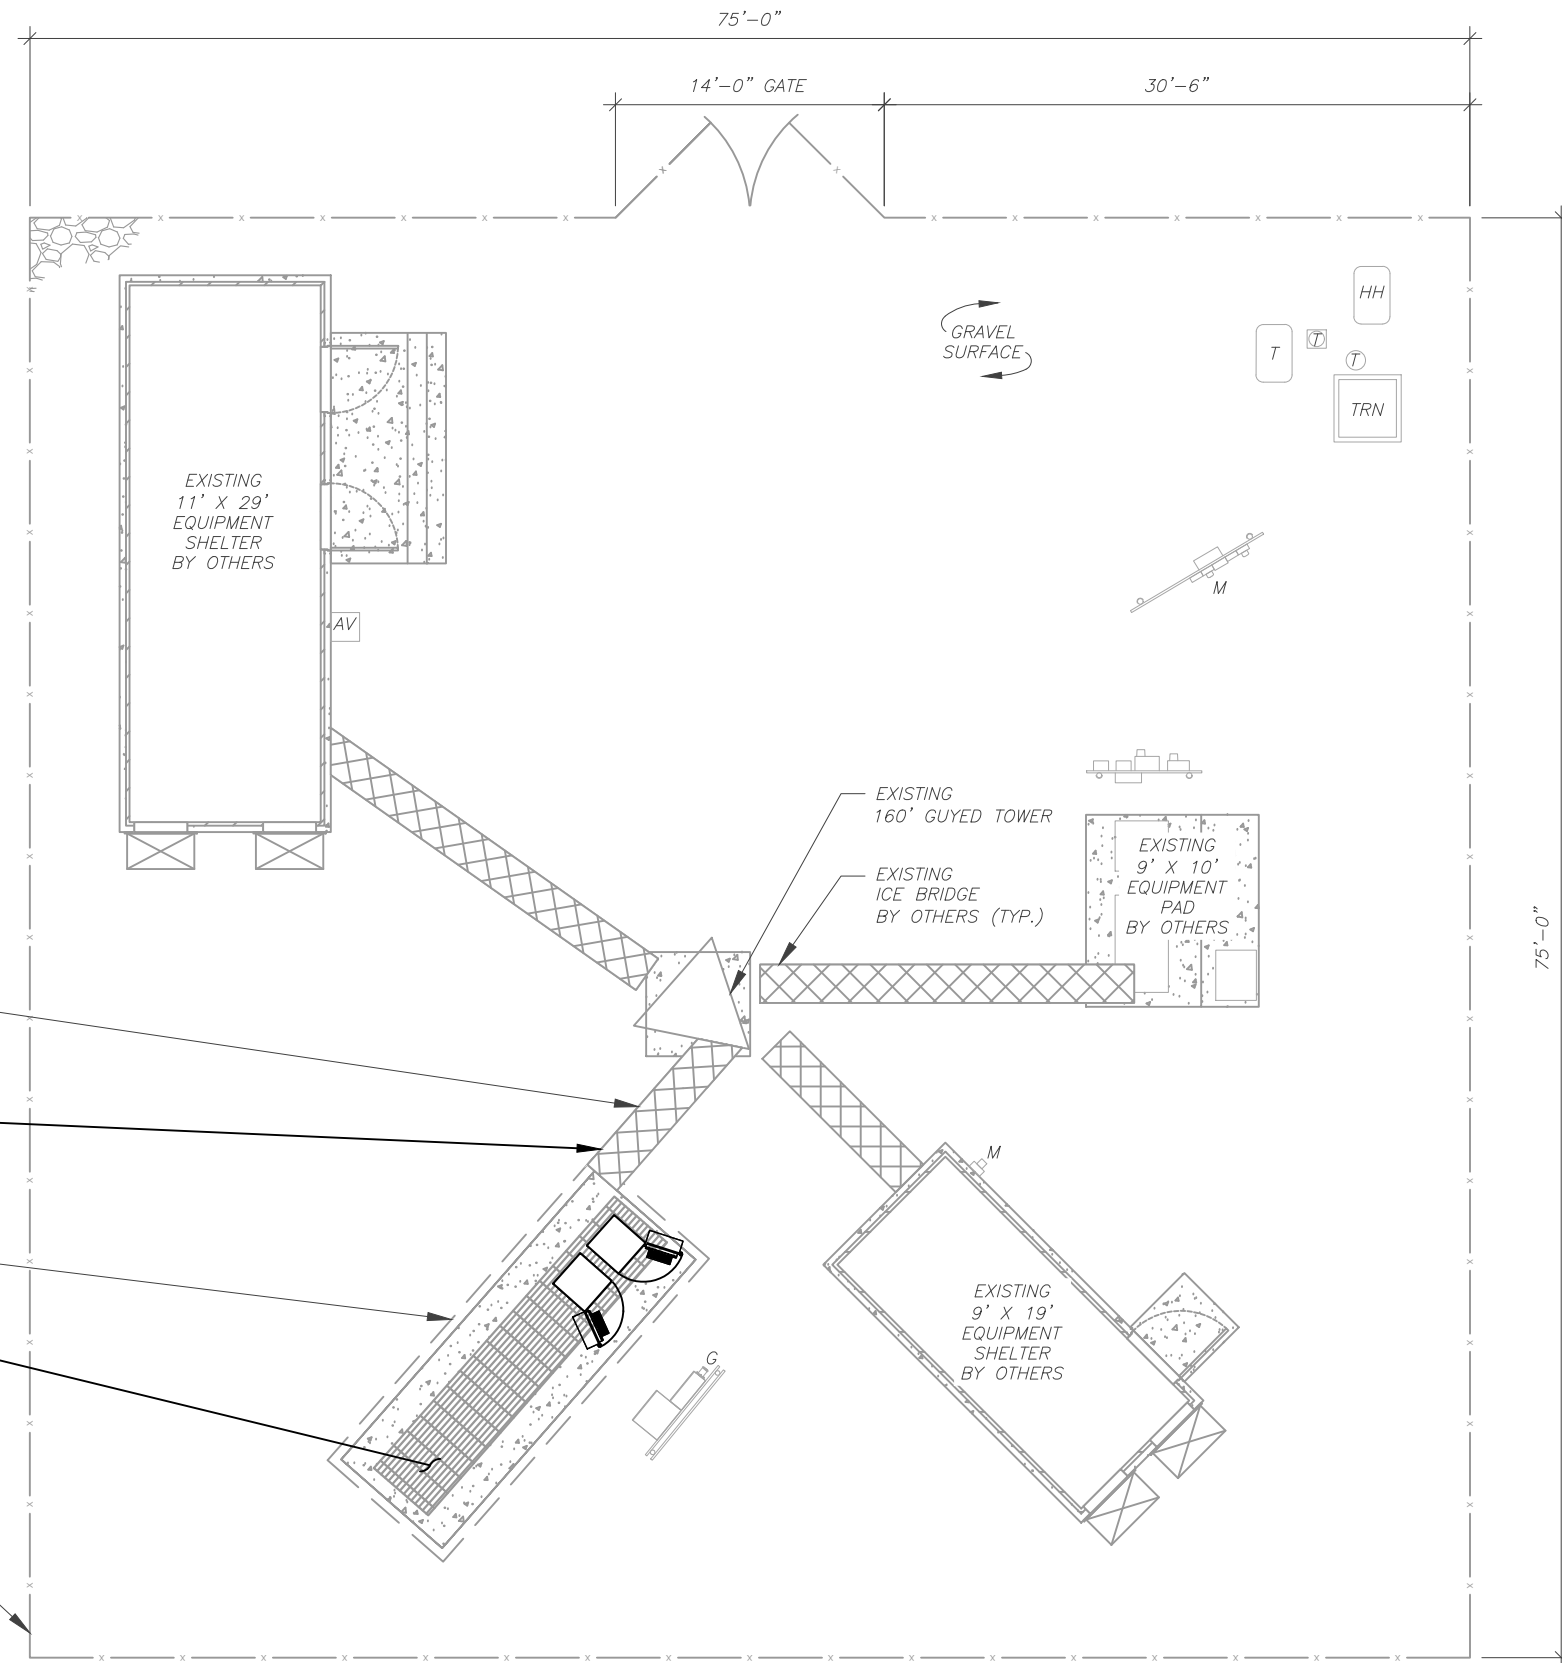 75'-0"
14'-0" GATE
30'-6"
HH
T
T
T
TRN
GRAVEL
SURFACE
EXISTING
11' X 29'
EQUIPMENT
SHELTER
BY OTHERS
M
AV
EXISTING
160' GUYED TOWER
EXISTING
ICE BRIDGE
BY OTHERS (TYP.)
EXISTING
9' X 10'
EQUIPMENT
PAD
BY OTHERS
75'-0"
M
EXISTING
9' X 19'
EQUIPMENT
SHELTER
BY OTHERS
G